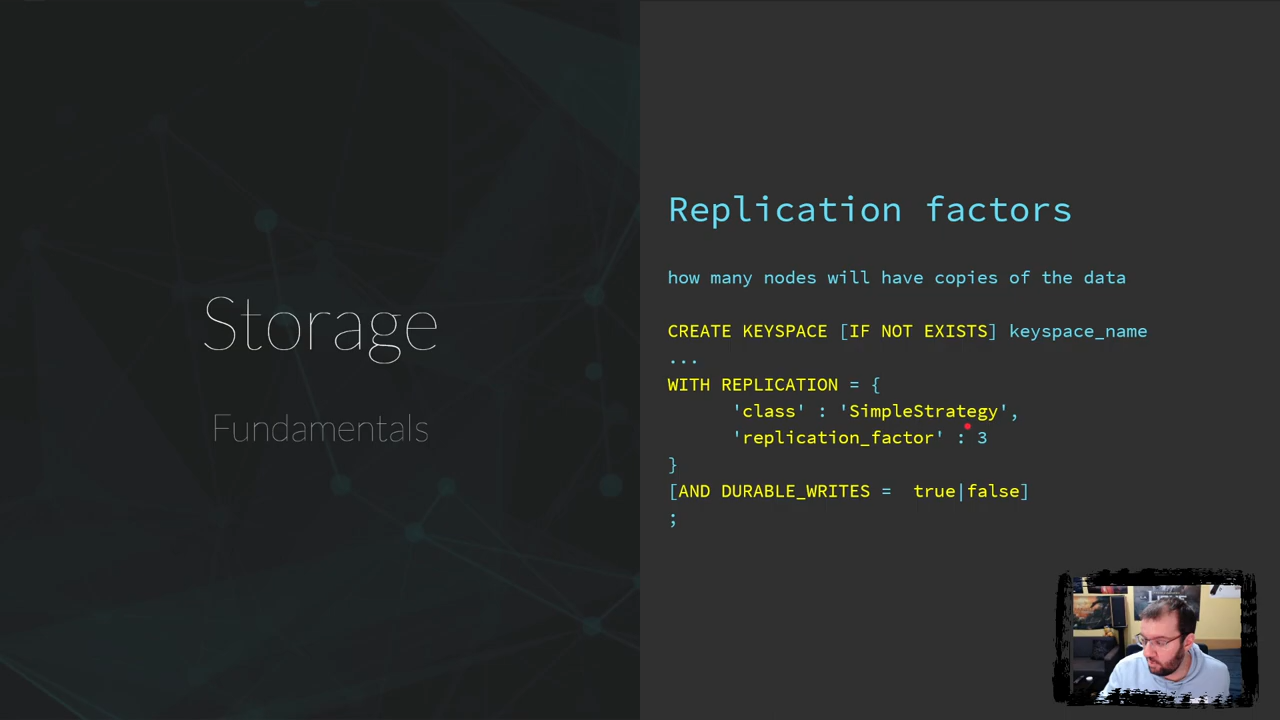 Storage
Fundamentals
Replication factors
how many nodes will have copies of the data
CREATE KEYSPACE [IF NOT EXISTS] keyspace_name
...
WITH REPLICATION = {
'class' : 'SimpleStrategy',
'replication_factor' : 3
}
[AND DURABLE_WRITES =  true|false]
;